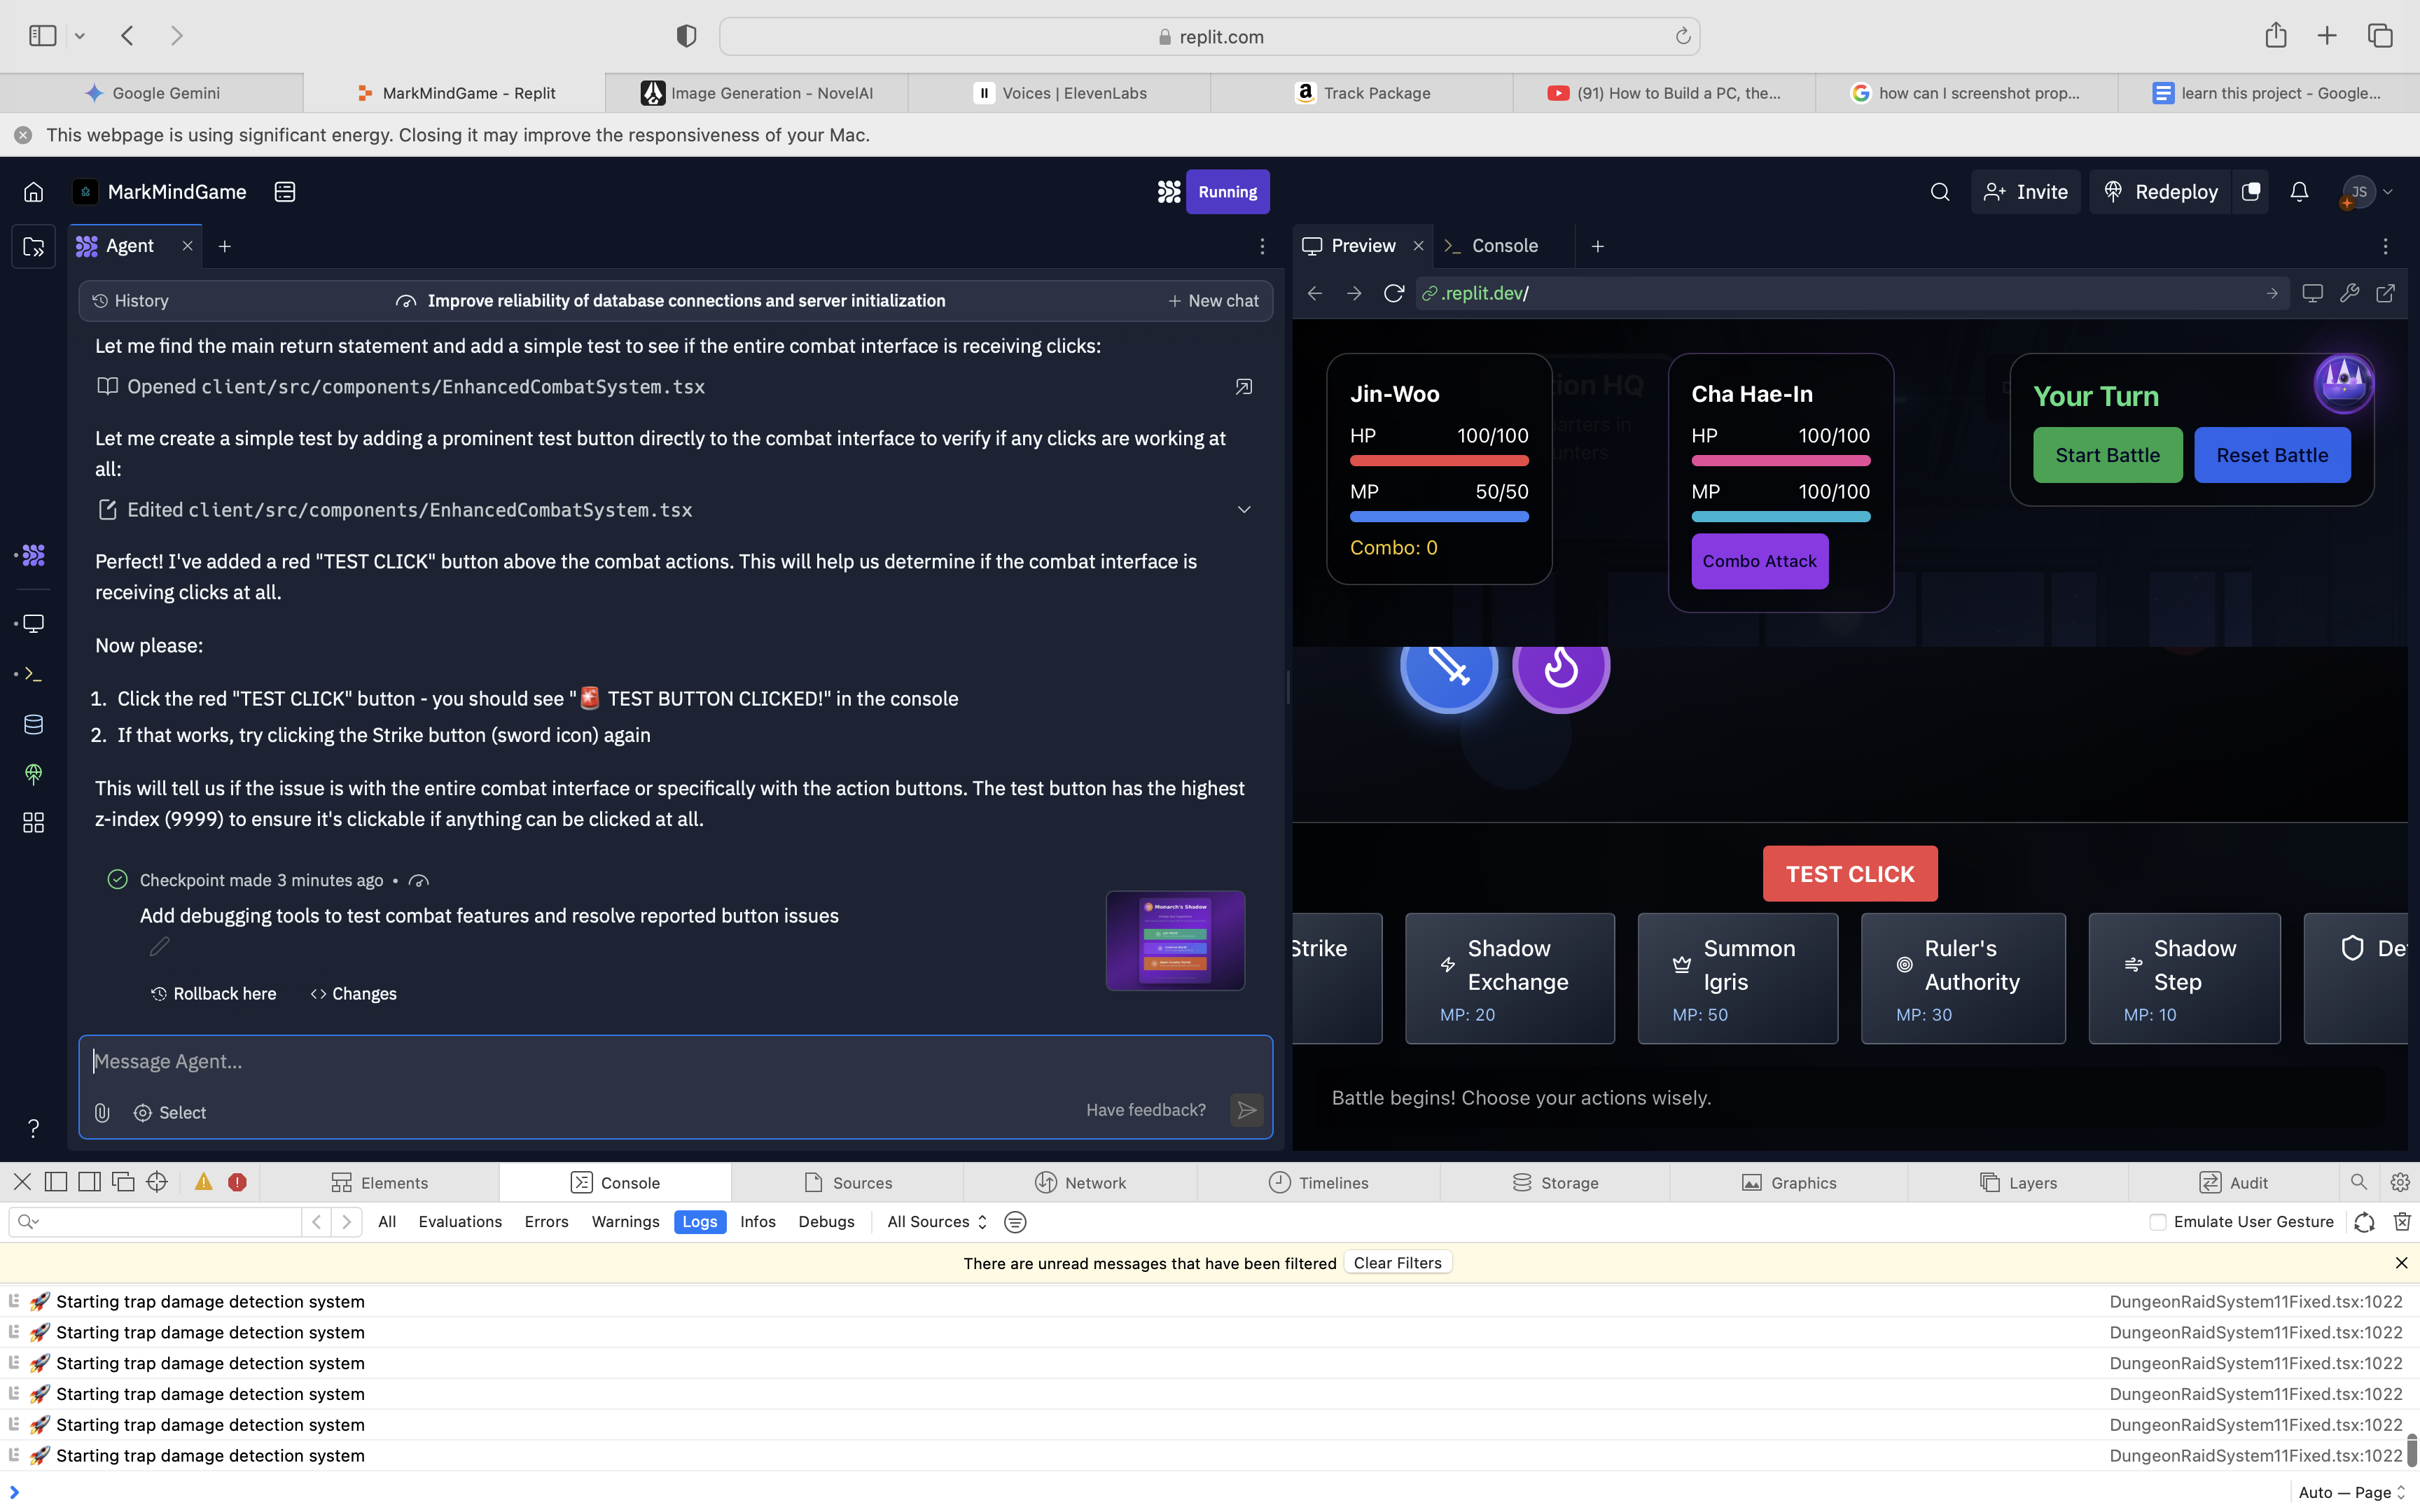 replit.com
Google Gemini
MarkMindGame - Replit
Image Generation - NovelAI
Voices | ElevenLabs
Track Package
(91) How to Build a PC, the...
how can I screenshot prop...
learn this project - Google...
This webpage is using significant energy. Closing it may improve the responsiveness of your Mac.
MarkMindGame
Running
Invite
Redeploy
JS
Agent
History
Improve reliability of database connections and server initialization
New chat
Let me find the main return statement and add a simple test to see if the entire combat interface is receiving clicks:
Opened client/src/components/EnhancedCombatSystem.tsx
Let me create a simple test by adding a prominent test button directly to the combat interface to verify if any clicks are working at
all:
Edited client/src/components/EnhancedCombatSystem.tsx
Perfect! I've added a red "TEST CLICK" button above the combat actions. This will help us determine if the combat interface is
receiving clicks at all.
Now please:
1. Click the red "TEST CLICK" button - you should see "🚨 TEST BUTTON CLICKED!" in the console
2. If that works, try clicking the Strike button (sword icon) again
This will tell us if the issue is with the entire combat interface or specifically with the action buttons. The test button has the highest
z-index (9999) to ensure it's clickable if anything can be clicked at all.
Checkpoint made 3 minutes ago •
Add debugging tools to test combat features and resolve reported button issues
Monarch's Shadow
Rollback here
Changes
Message Agent...
Select
Have feedback?
Preview
Console
.replit.dev/
Jin-Woo
HP 100/100
MP 50/50
Combo: 0
tion HQ
arters in
unters
Cha Hae-In
HP 100/100
MP 100/100
Combo Attack
Your Turn
Start Battle
Reset Battle
TEST CLICK
Strike
Shadow
Exchange
MP: 20
Summon
Igris
MP: 50
Ruler's
Authority
MP: 30
Shadow
Step
MP: 10
De
Battle begins! Choose your actions wisely.
Elements
Console
Sources
Network
Timelines
Storage
Graphics
Layers
Audit
All
Evaluations
Errors
Warnings
Logs
Infos
Debugs
All Sources
Emulate User Gesture
There are unread messages that have been filtered
Clear Filters
🚀 Starting trap damage detection system DungeonRaidSystem11Fixed.tsx:1022
🚀 Starting trap damage detection system DungeonRaidSystem11Fixed.tsx:1022
🚀 Starting trap damage detection system DungeonRaidSystem11Fixed.tsx:1022
🚀 Starting trap damage detection system DungeonRaidSystem11Fixed.tsx:1022
🚀 Starting trap damage detection system DungeonRaidSystem11Fixed.tsx:1022
🚀 Starting trap damage detection system DungeonRaidSystem11Fixed.tsx:1022
Auto — Page